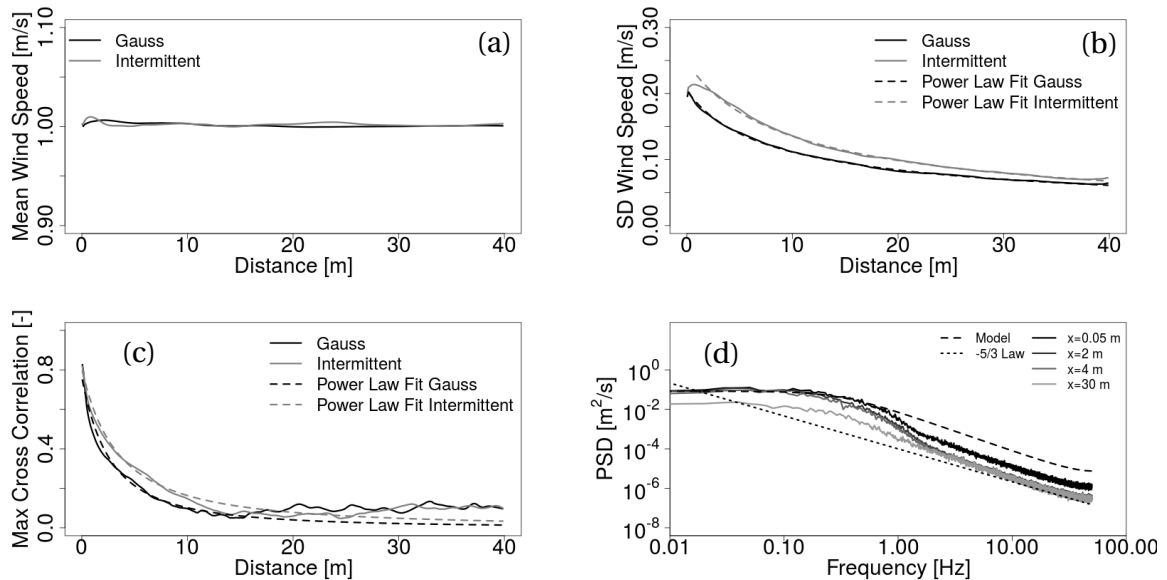 (a)
Mean Wind Speed [m/s]
1.10
1.00
0.90
Gauss
Intermittent
0 10 20 30 40
Distance [m]
(b)
SD Wind Speed [m/s]
0.30
0.20
0.10
0.00
Gauss
Intermittent
Power Law Fit Gauss
Power Law Fit Intermittent
0 10 20 30 40
Distance [m]
(c)
Max Cross Correlation [-]
0.8
0.4
0.0
Gauss
Intermittent
Power Law Fit Gauss
Power Law Fit Intermittent
0 10 20 30 40
Distance [m]
(d)
PSD [m²/s]
10⁰
10⁻²
10⁻⁴
10⁻⁶
10⁻⁸
Model
-5/3 Law
x=0.05 m
x=2 m
x=4 m
x=30 m
0.01 0.10 1.00 10.00 100.00
Frequency [Hz]